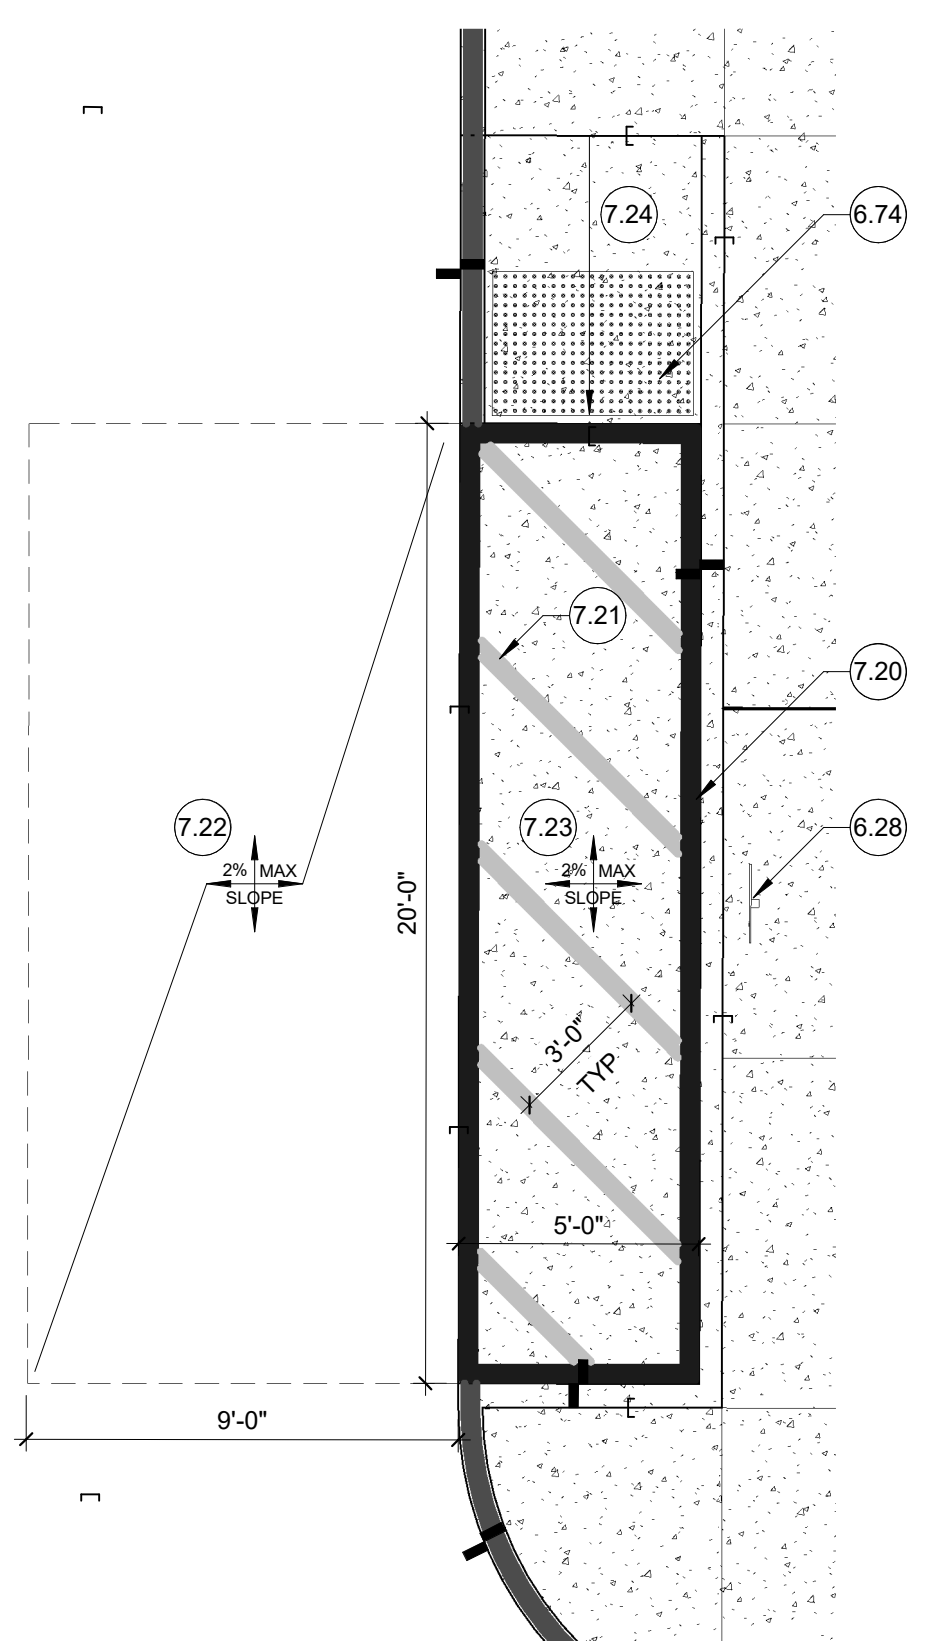 7.24
6.74
7.21
7.20
7.22
7.23
6.28
2% MAX
SLOPE
2% MAX
SLOPE
20'-0"
3'-0"
TYP
5'-0"
9'-0"